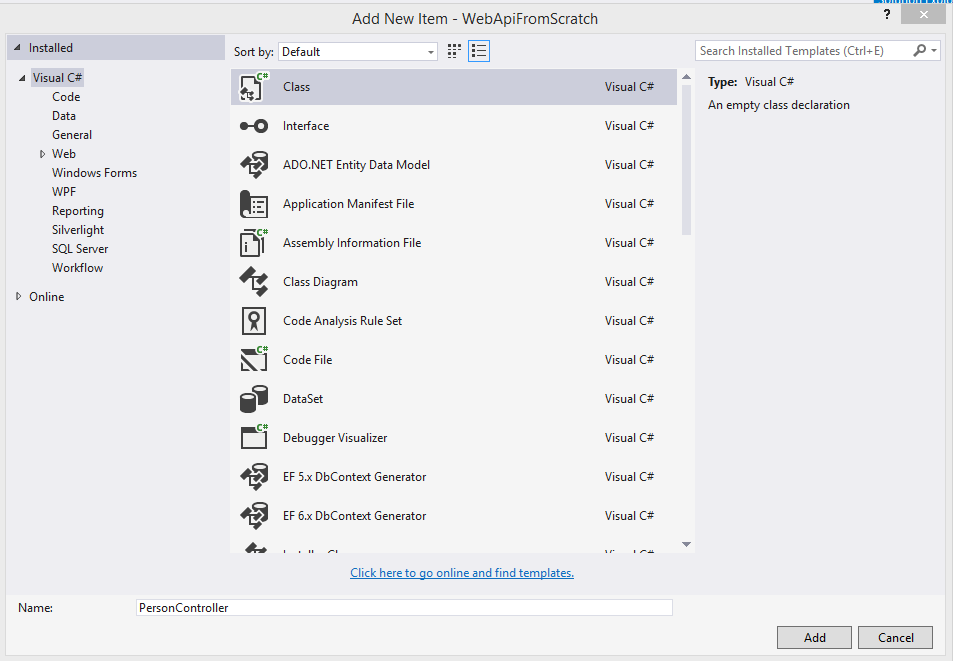 Add New Item - WebApiFromScratch
?
Installed
Visual C#
Code
Data
General
Web
Windows Forms
WPF
Reporting
Silverlight
SQL Server
Workflow
Online
Sort by: Default
Class Visual C#
Interface Visual C#
ADO.NET Entity Data Model Visual C#
Application Manifest File Visual C#
Assembly Information File Visual C#
Class Diagram Visual C#
Code Analysis Rule Set Visual C#
Code File Visual C#
DataSet Visual C#
Debugger Visualizer Visual C#
EF 5.x DbContext Generator Visual C#
EF 6.x DbContext Generator Visual C#
Click here to go online and find templates.
Search Installed Templates (Ctrl+E)
Type: Visual C#
An empty class declaration
Name: PersonController
Add Cancel